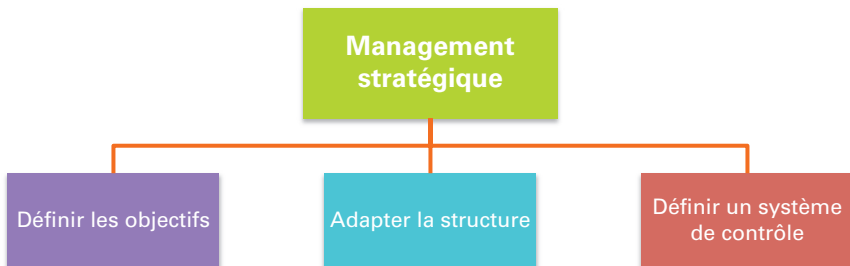 Management
stratégique
Définir les objectifs
Adapter la structure
Définir un système
de contrôle